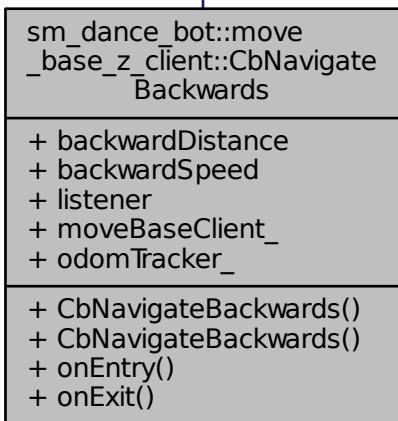 sm_dance_bot::move
_base_z_client::CbNavigate
Backwards
+ backwardDistance
+ backwardSpeed
+ listener
+ moveBaseClient_
+ odomTracker_
+ CbNavigateBackwards()
+ CbNavigateBackwards()
+ onEntry()
+ onExit()